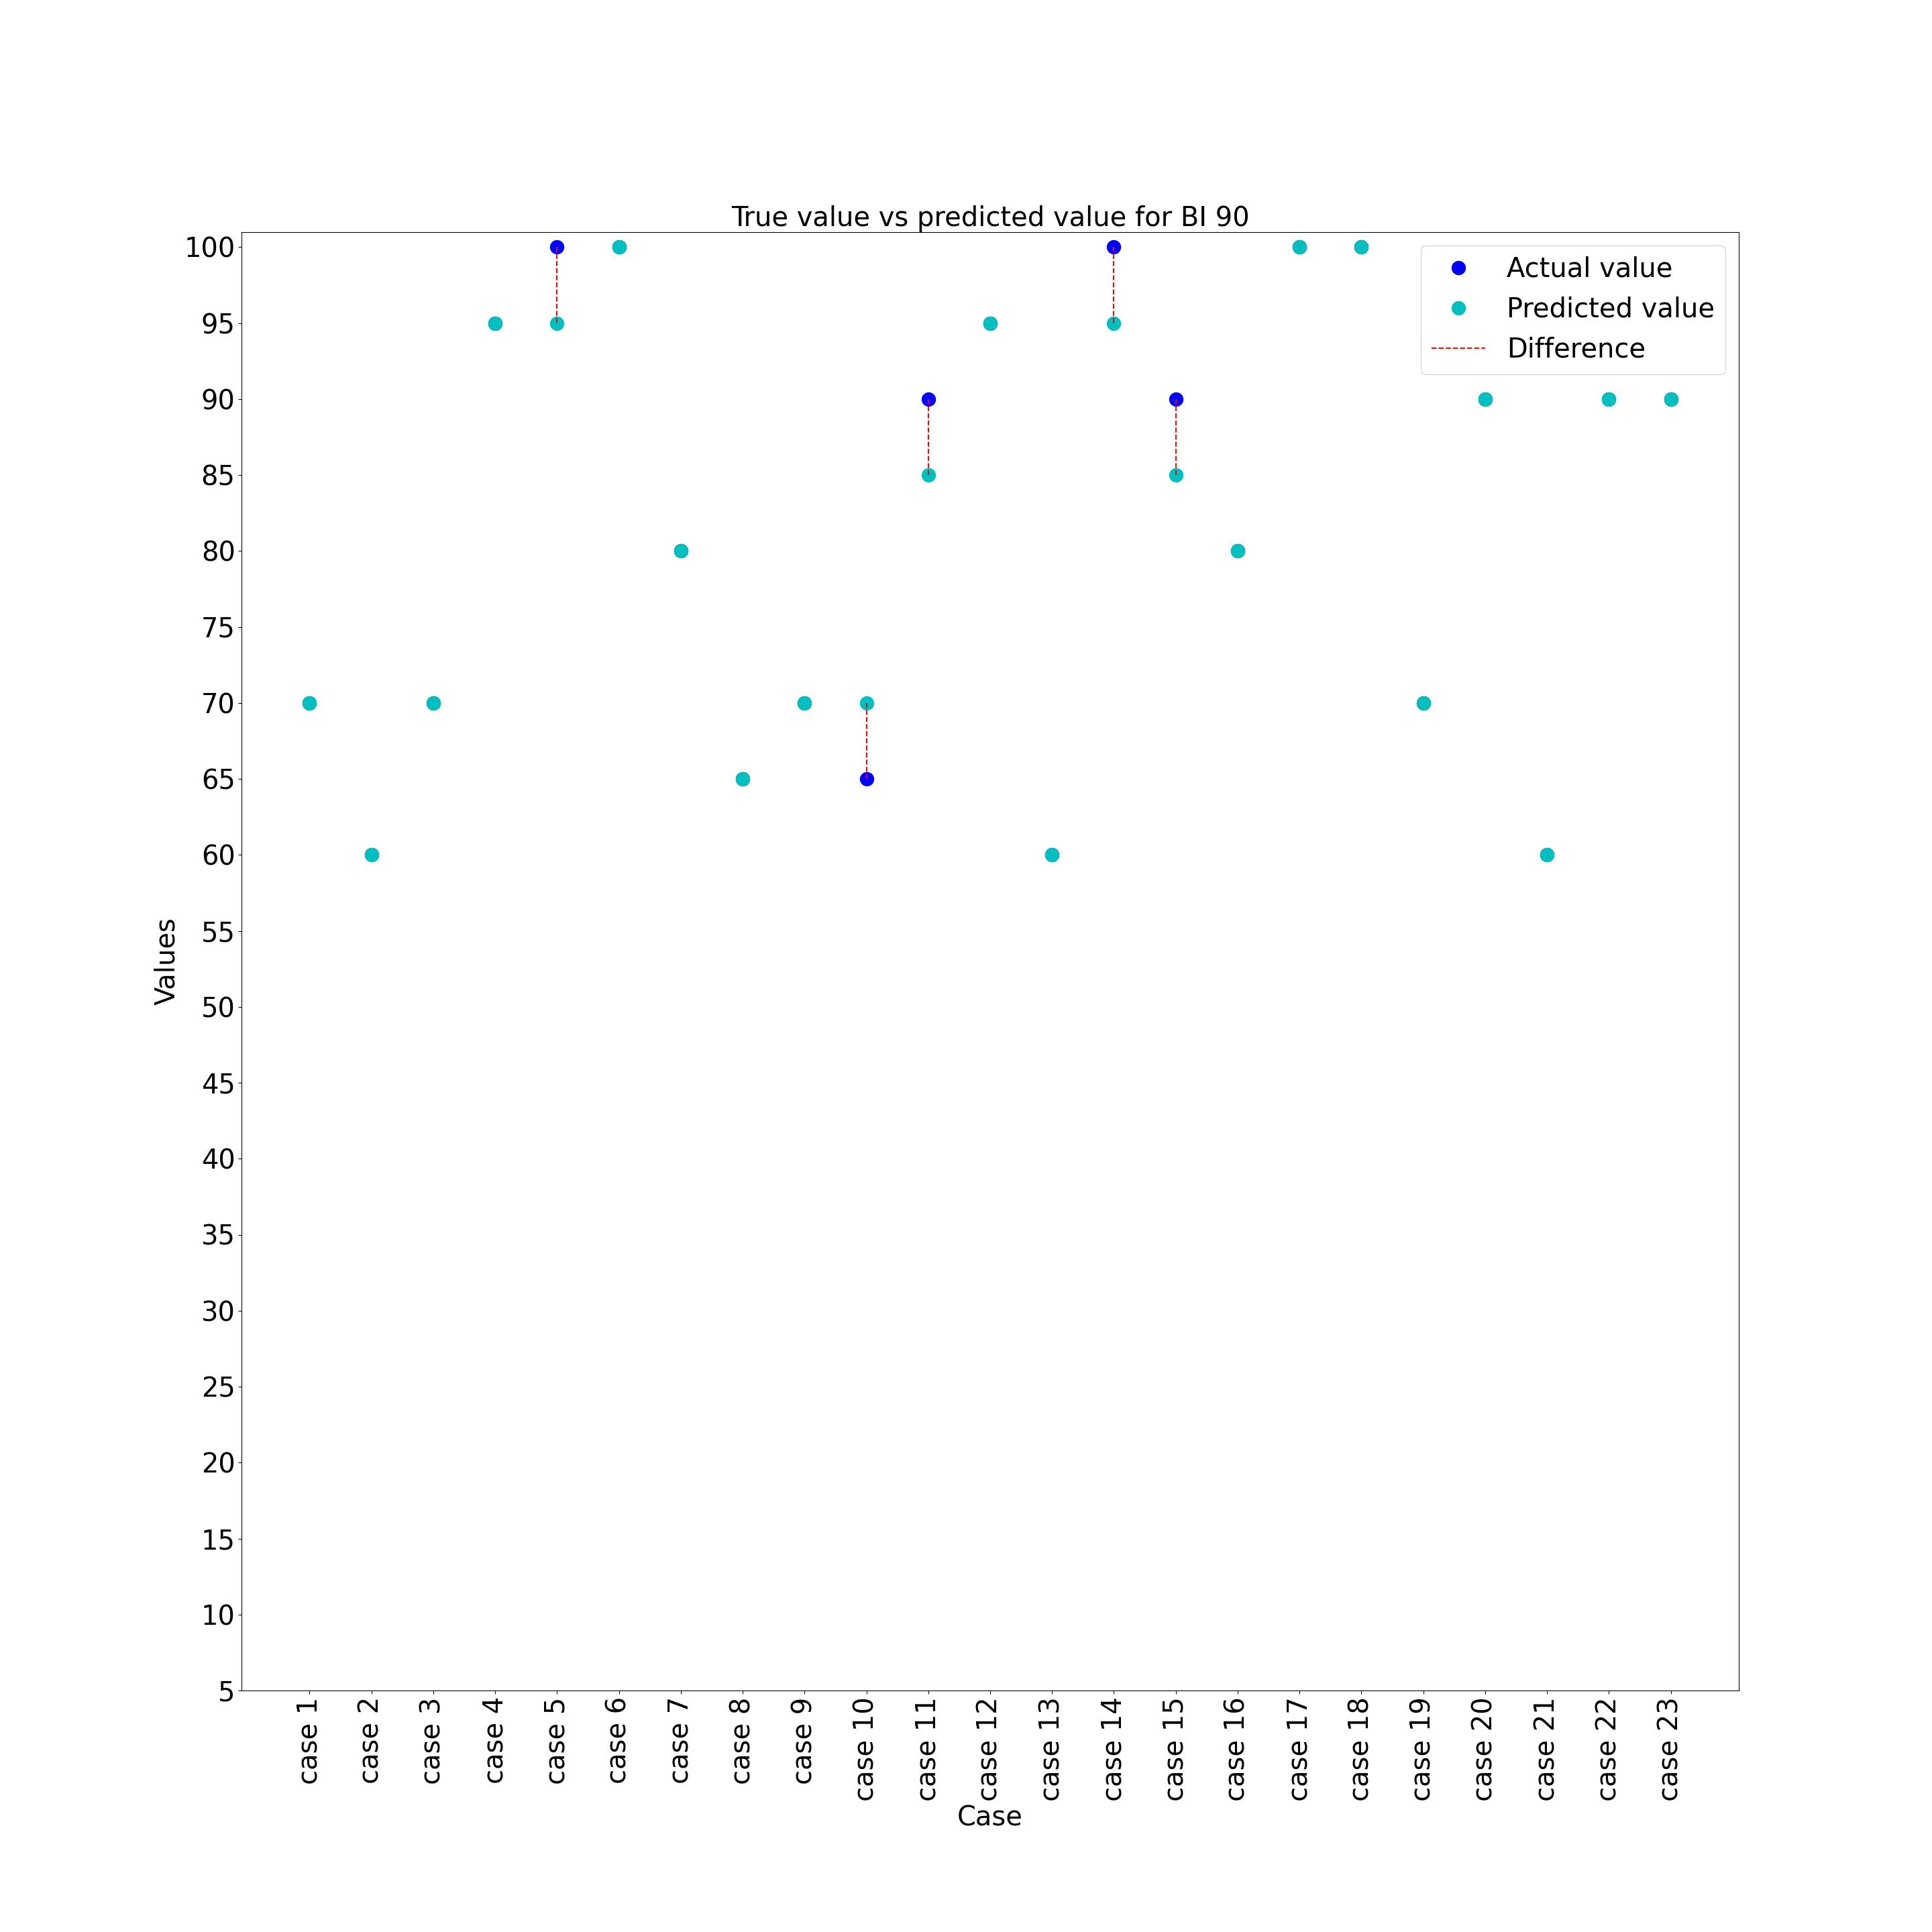 True value vs predicted value for BI 90
Actual value
Predicted value
Difference
100
95
90
85
80
75
70
65
60
55
50
45
40
35
30
25
20
15
10
5
Values
case 1
case 2
case 3
case 4
case 5
case 6
case 7
case 8
case 9
case 10
case 11
case 12
case 13
case 14
case 15
case 16
case 17
case 18
case 19
case 20
case 21
case 22
case 23
Case